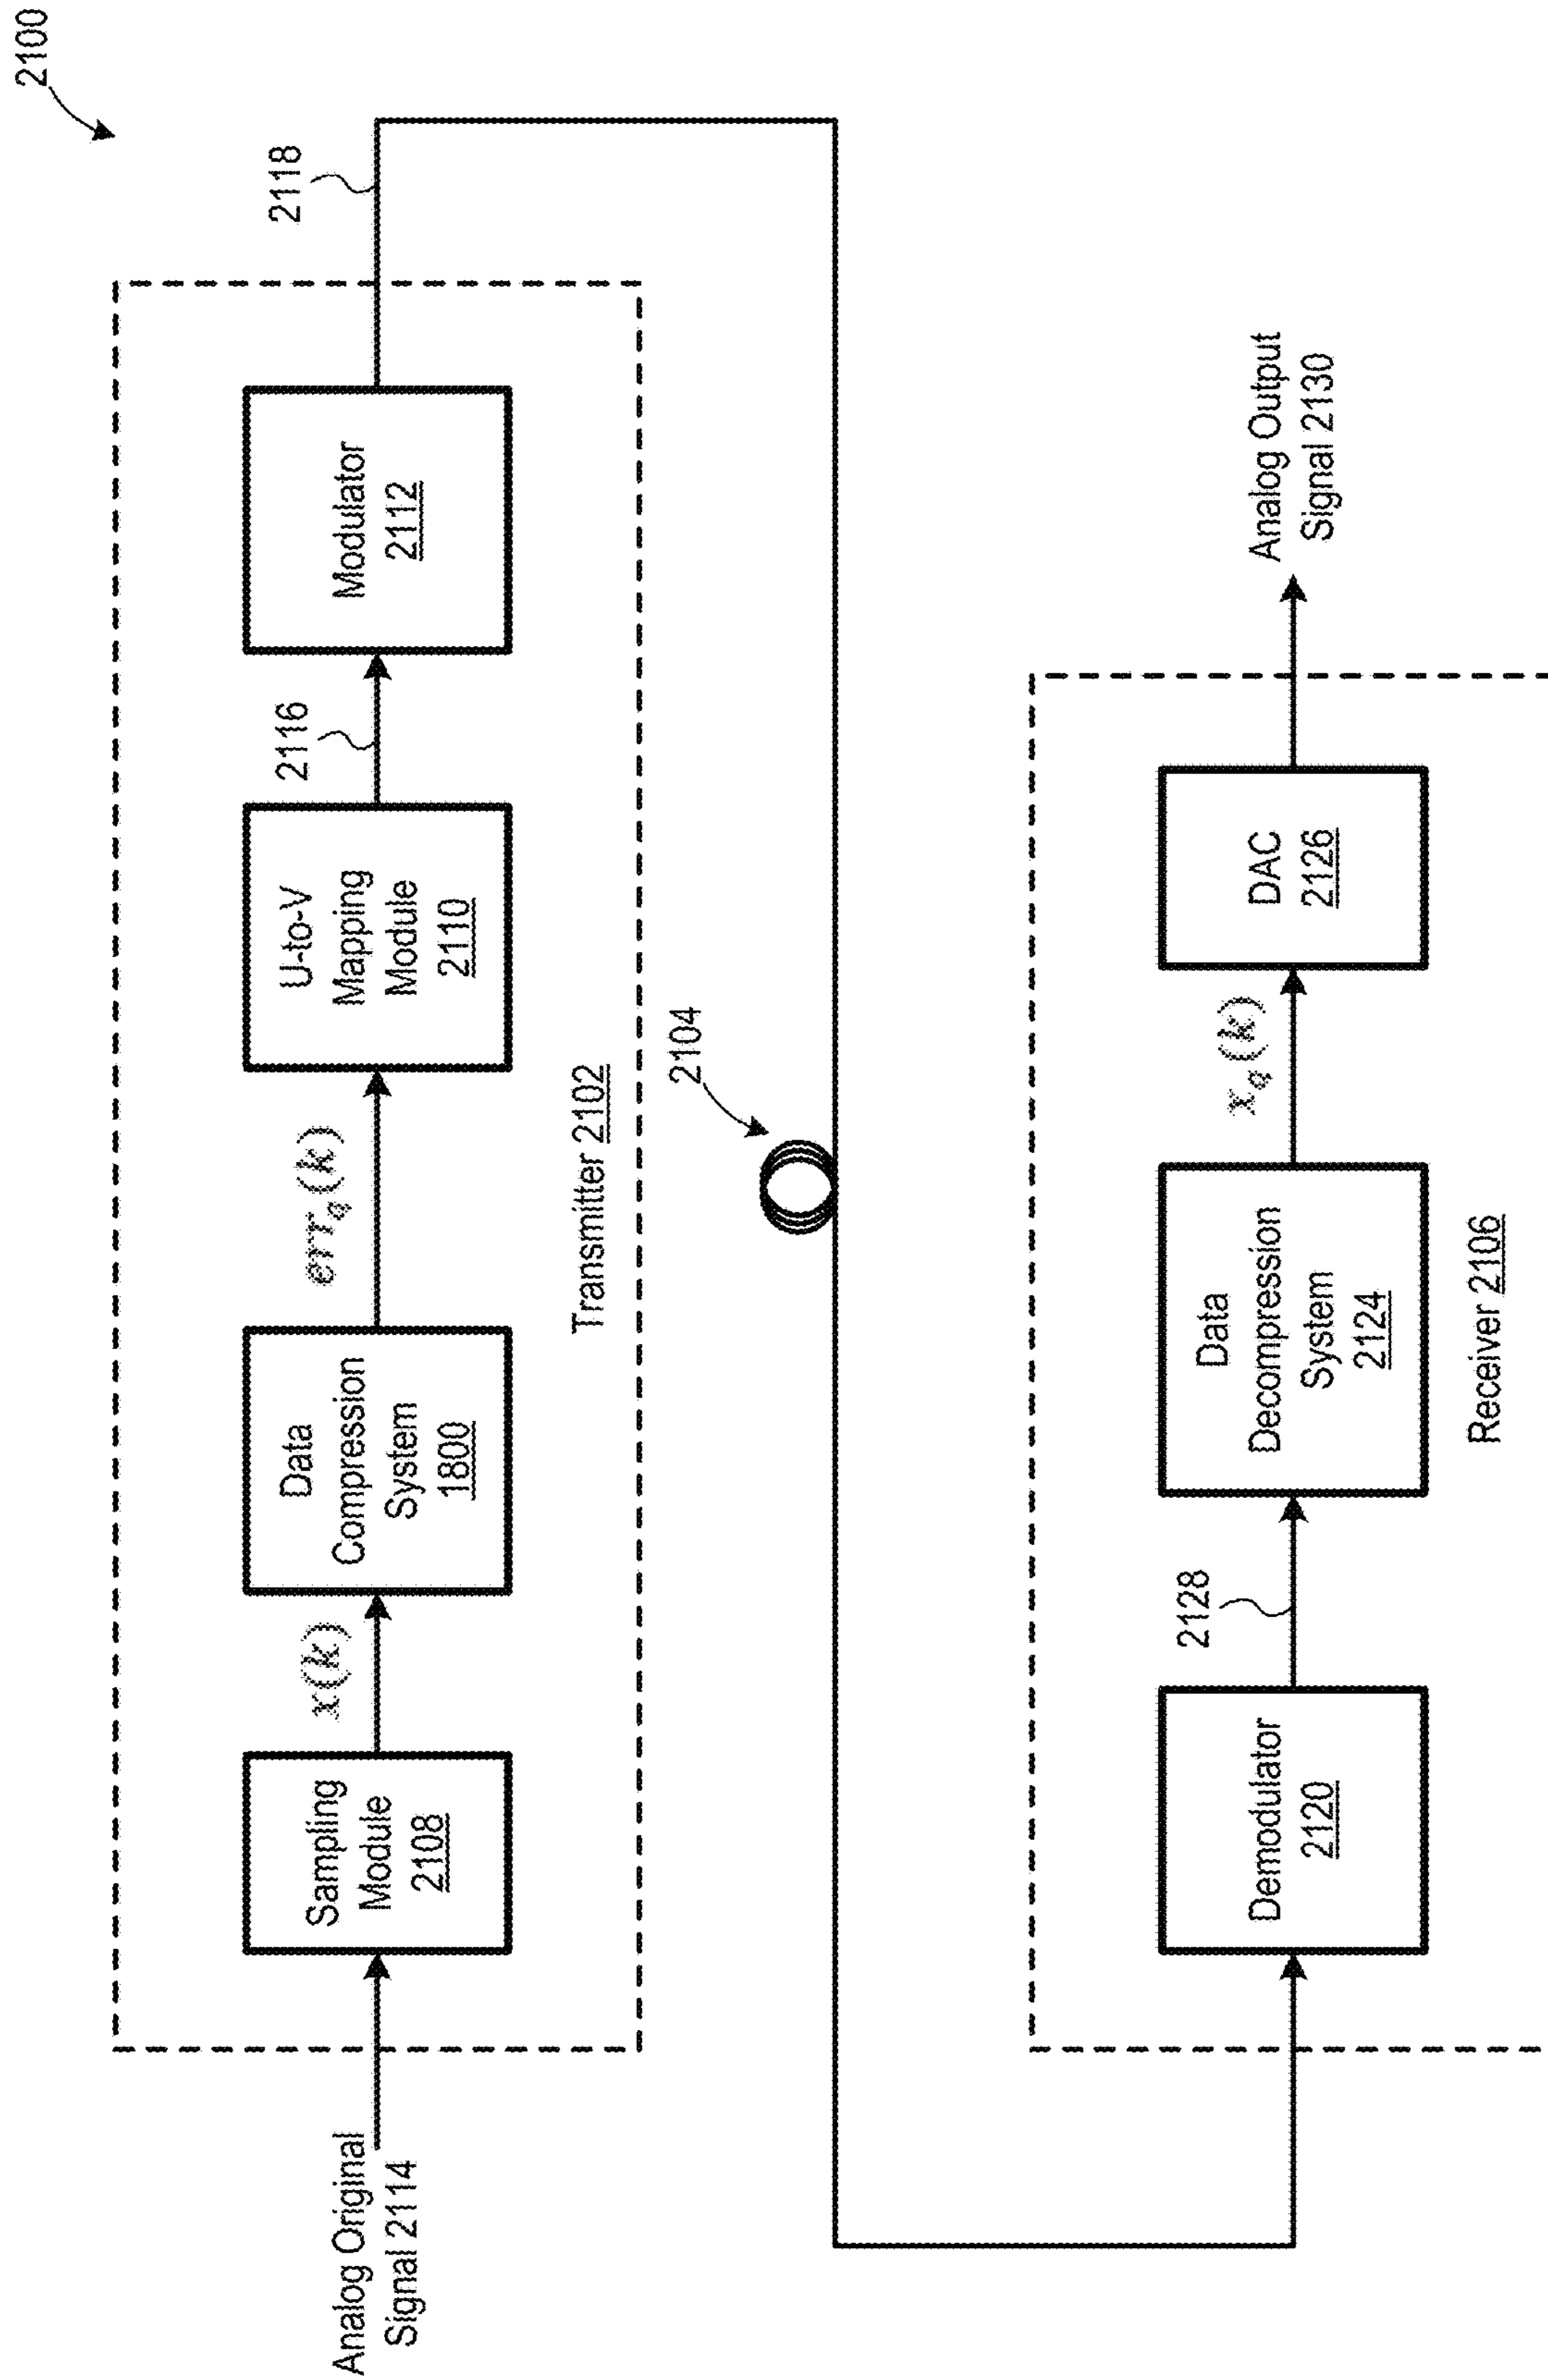 2100
Analog Original
Signal 2114
Sampling
Module
2108
x(k)
Data
Compression
System
1800
err_q(k)
U-to-V
Mapping
Module
2110
2116
Modulator
2112
2118
Transmitter 2102
2104
Demodulator
2120
2128
Data
Decompression
System
2124
x_q(k)
DAC
2126
Analog Output
Signal 2130
Receiver 2106